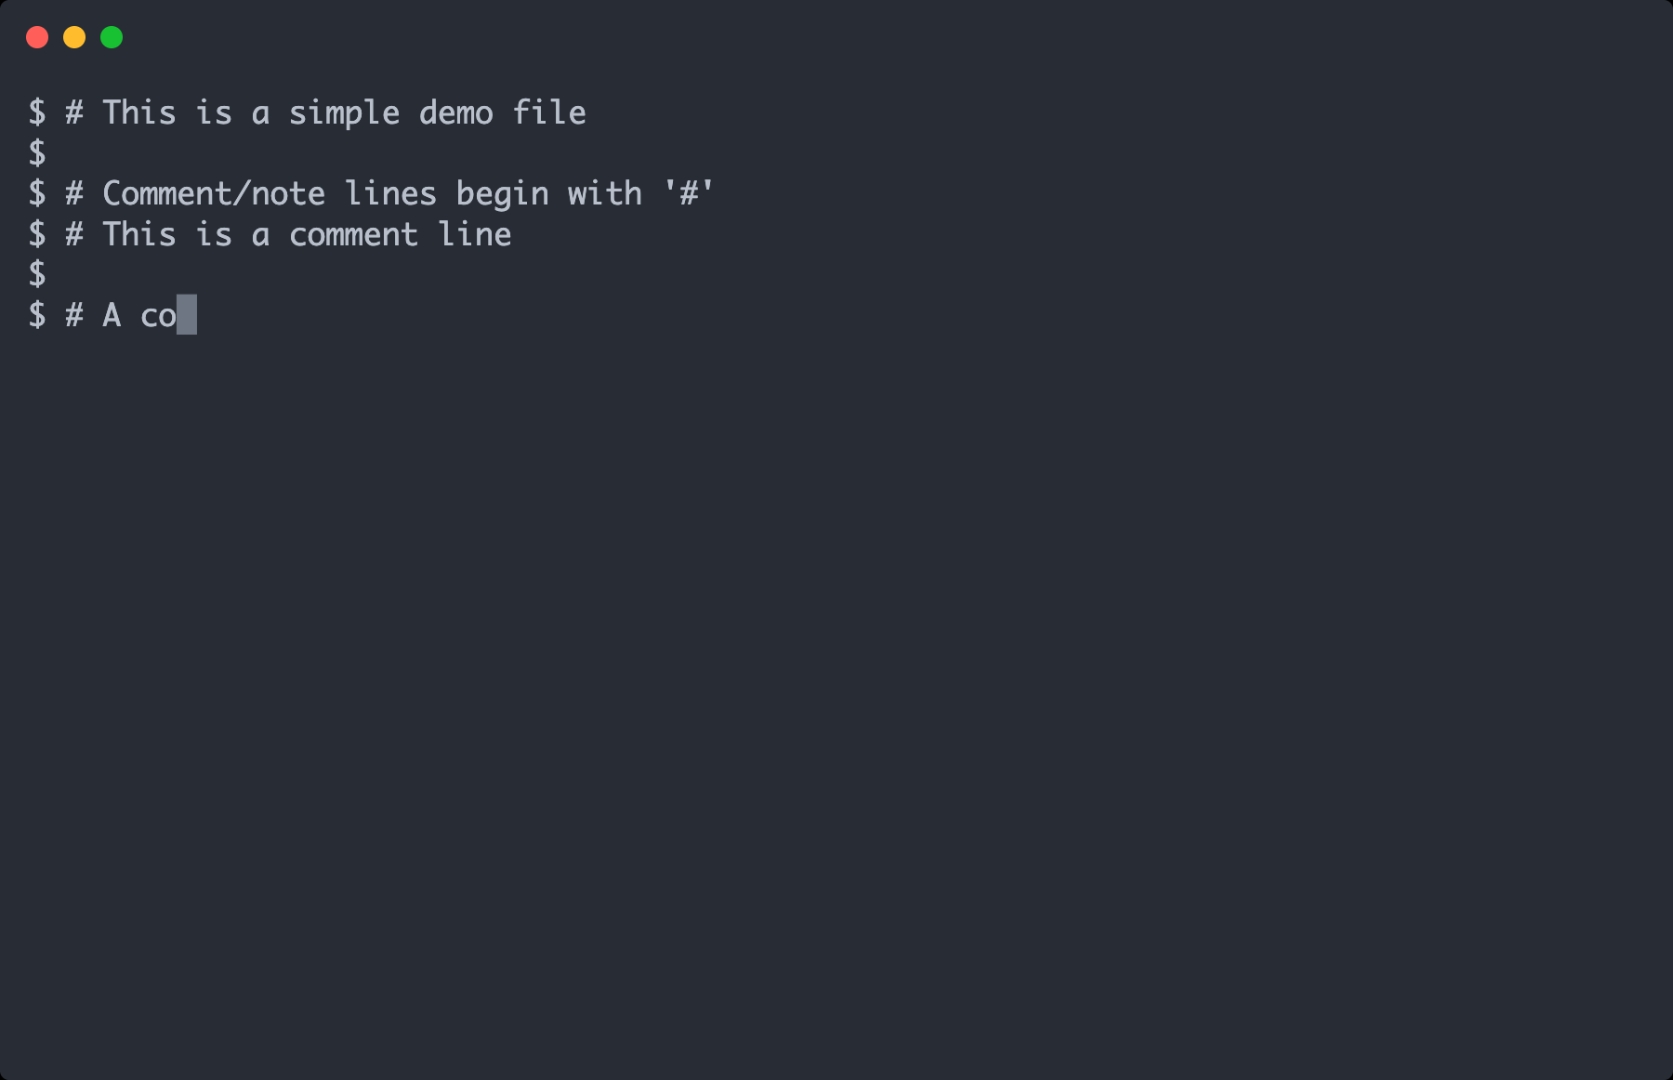 $ # This is a simple demo file
$
$ # Comment/note lines begin with '#'
$ # This is a comment line
$
$ # A co